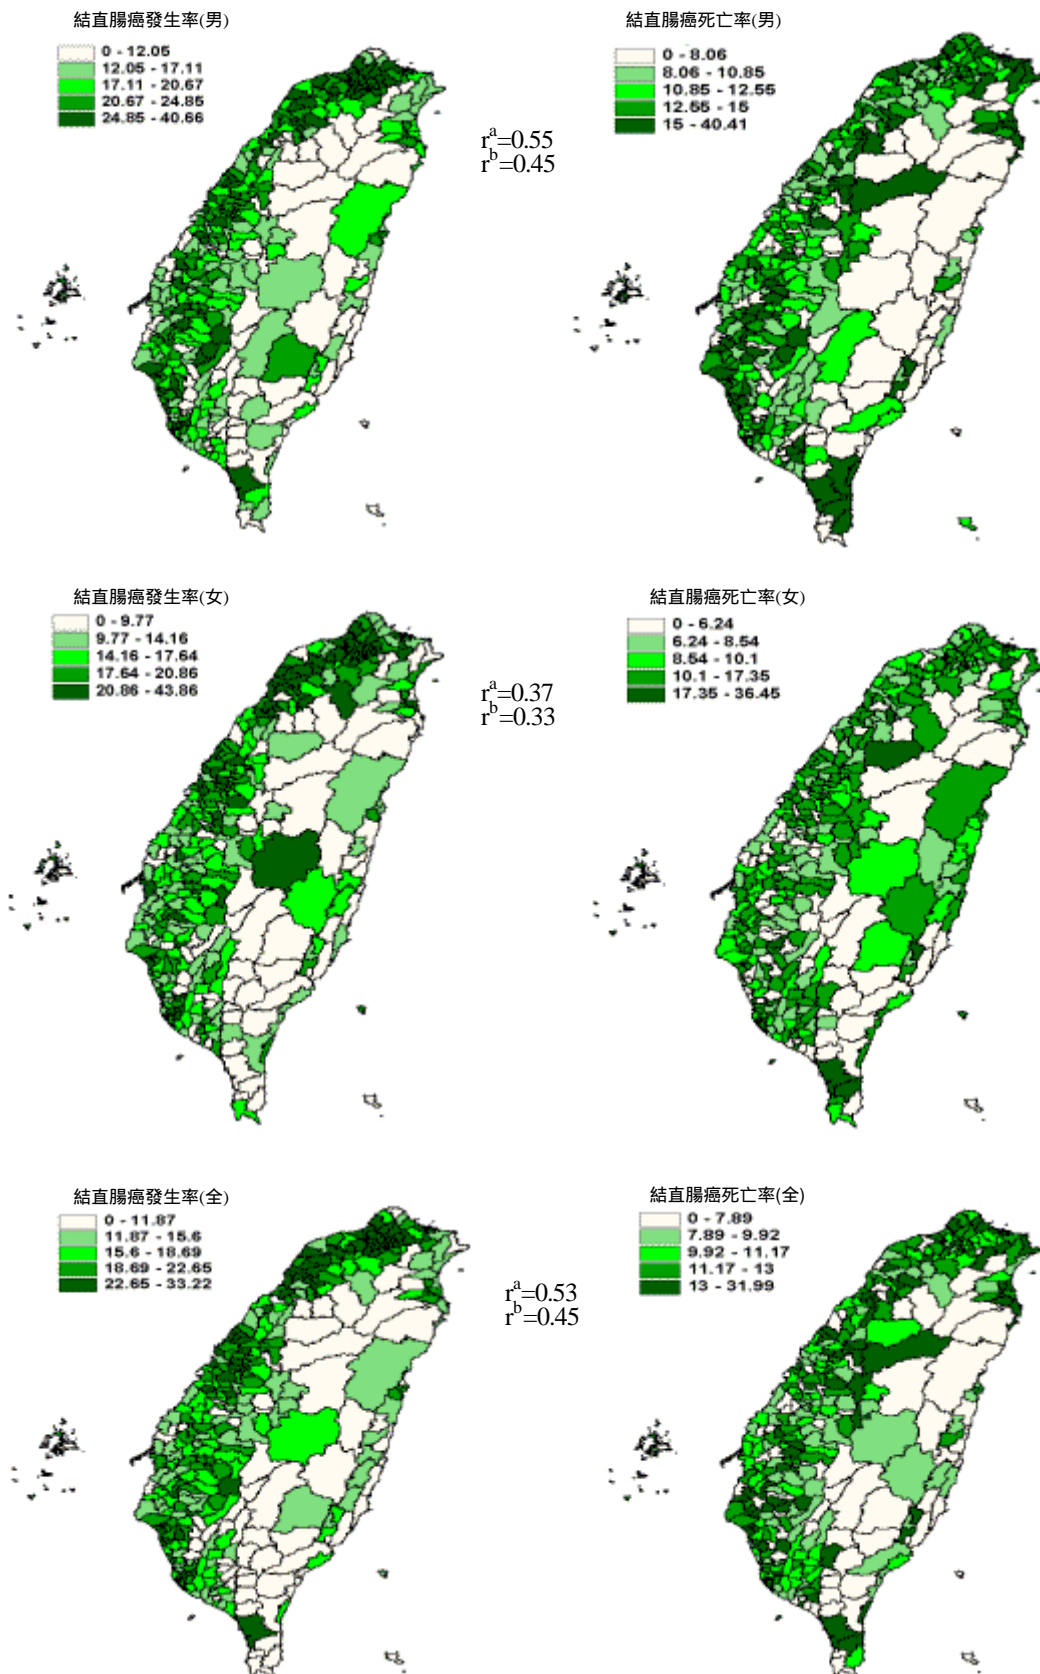 結直腸癌發生率(男)
0 - 12.05
12.05 - 17.11
17.11 - 20.67
20.67 - 24.85
24.85 - 40.66
結直腸癌死亡率(男)
0 - 8.06
8.06 - 10.85
10.85 - 12.55
12.55 - 15
15 - 40.41
r^a=0.55
r^b=0.45
結直腸癌發生率(女)
0 - 9.77
9.77 - 14.16
14.16 - 17.64
17.64 - 20.86
20.86 - 43.86
結直腸癌死亡率(女)
0 - 6.24
6.24 - 8.54
8.54 - 10.1
10.1 - 17.35
17.35 - 36.45
r^a=0.37
r^b=0.33
結直腸癌發生率(全)
0 - 11.87
11.87 - 15.6
15.6 - 18.69
18.69 - 22.65
22.65 - 33.22
結直腸癌死亡率(全)
0 - 7.89
7.89 - 9.92
9.92 - 11.17
11.17 - 13
13 - 31.99
r^a=0.53
r^b=0.45